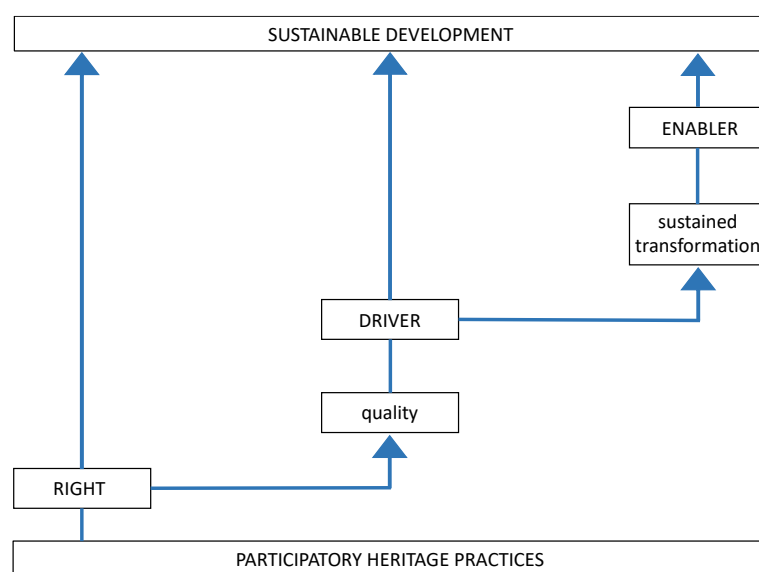 SUSTAINABLE DEVELOPMENT
ENABLER
sustained
transformation
DRIVER
quality
RIGHT
PARTICIPATORY HERITAGE PRACTICES